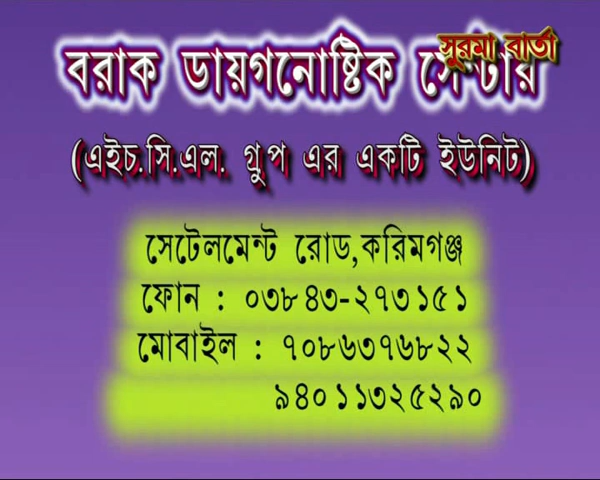 সুরমা বার্তা
বরাক ডায়গনোষ্টিক সেন্টার
(এইচ.সি.এল. গ্রুপ এর একটি ইউনিট)
সেটেলমেন্ট রোড,করিমগঞ্জ
ফোন : ০৩৮৪৩-২৭৩১৫১
মোবাইল : ৭০৮৬৩৭৬৮২২
৯৪০১১৩২৫২৯০